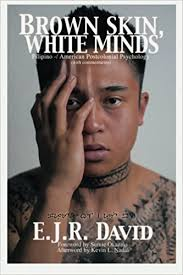 BROWN SKIN,
WHITE MINDS
Filipino -/ American Postcolonial Psychology
(with commentaries)
E.J.R. DAVID
Foreword by Sumie Okazaki
Afterword by Kevin L. Nadal